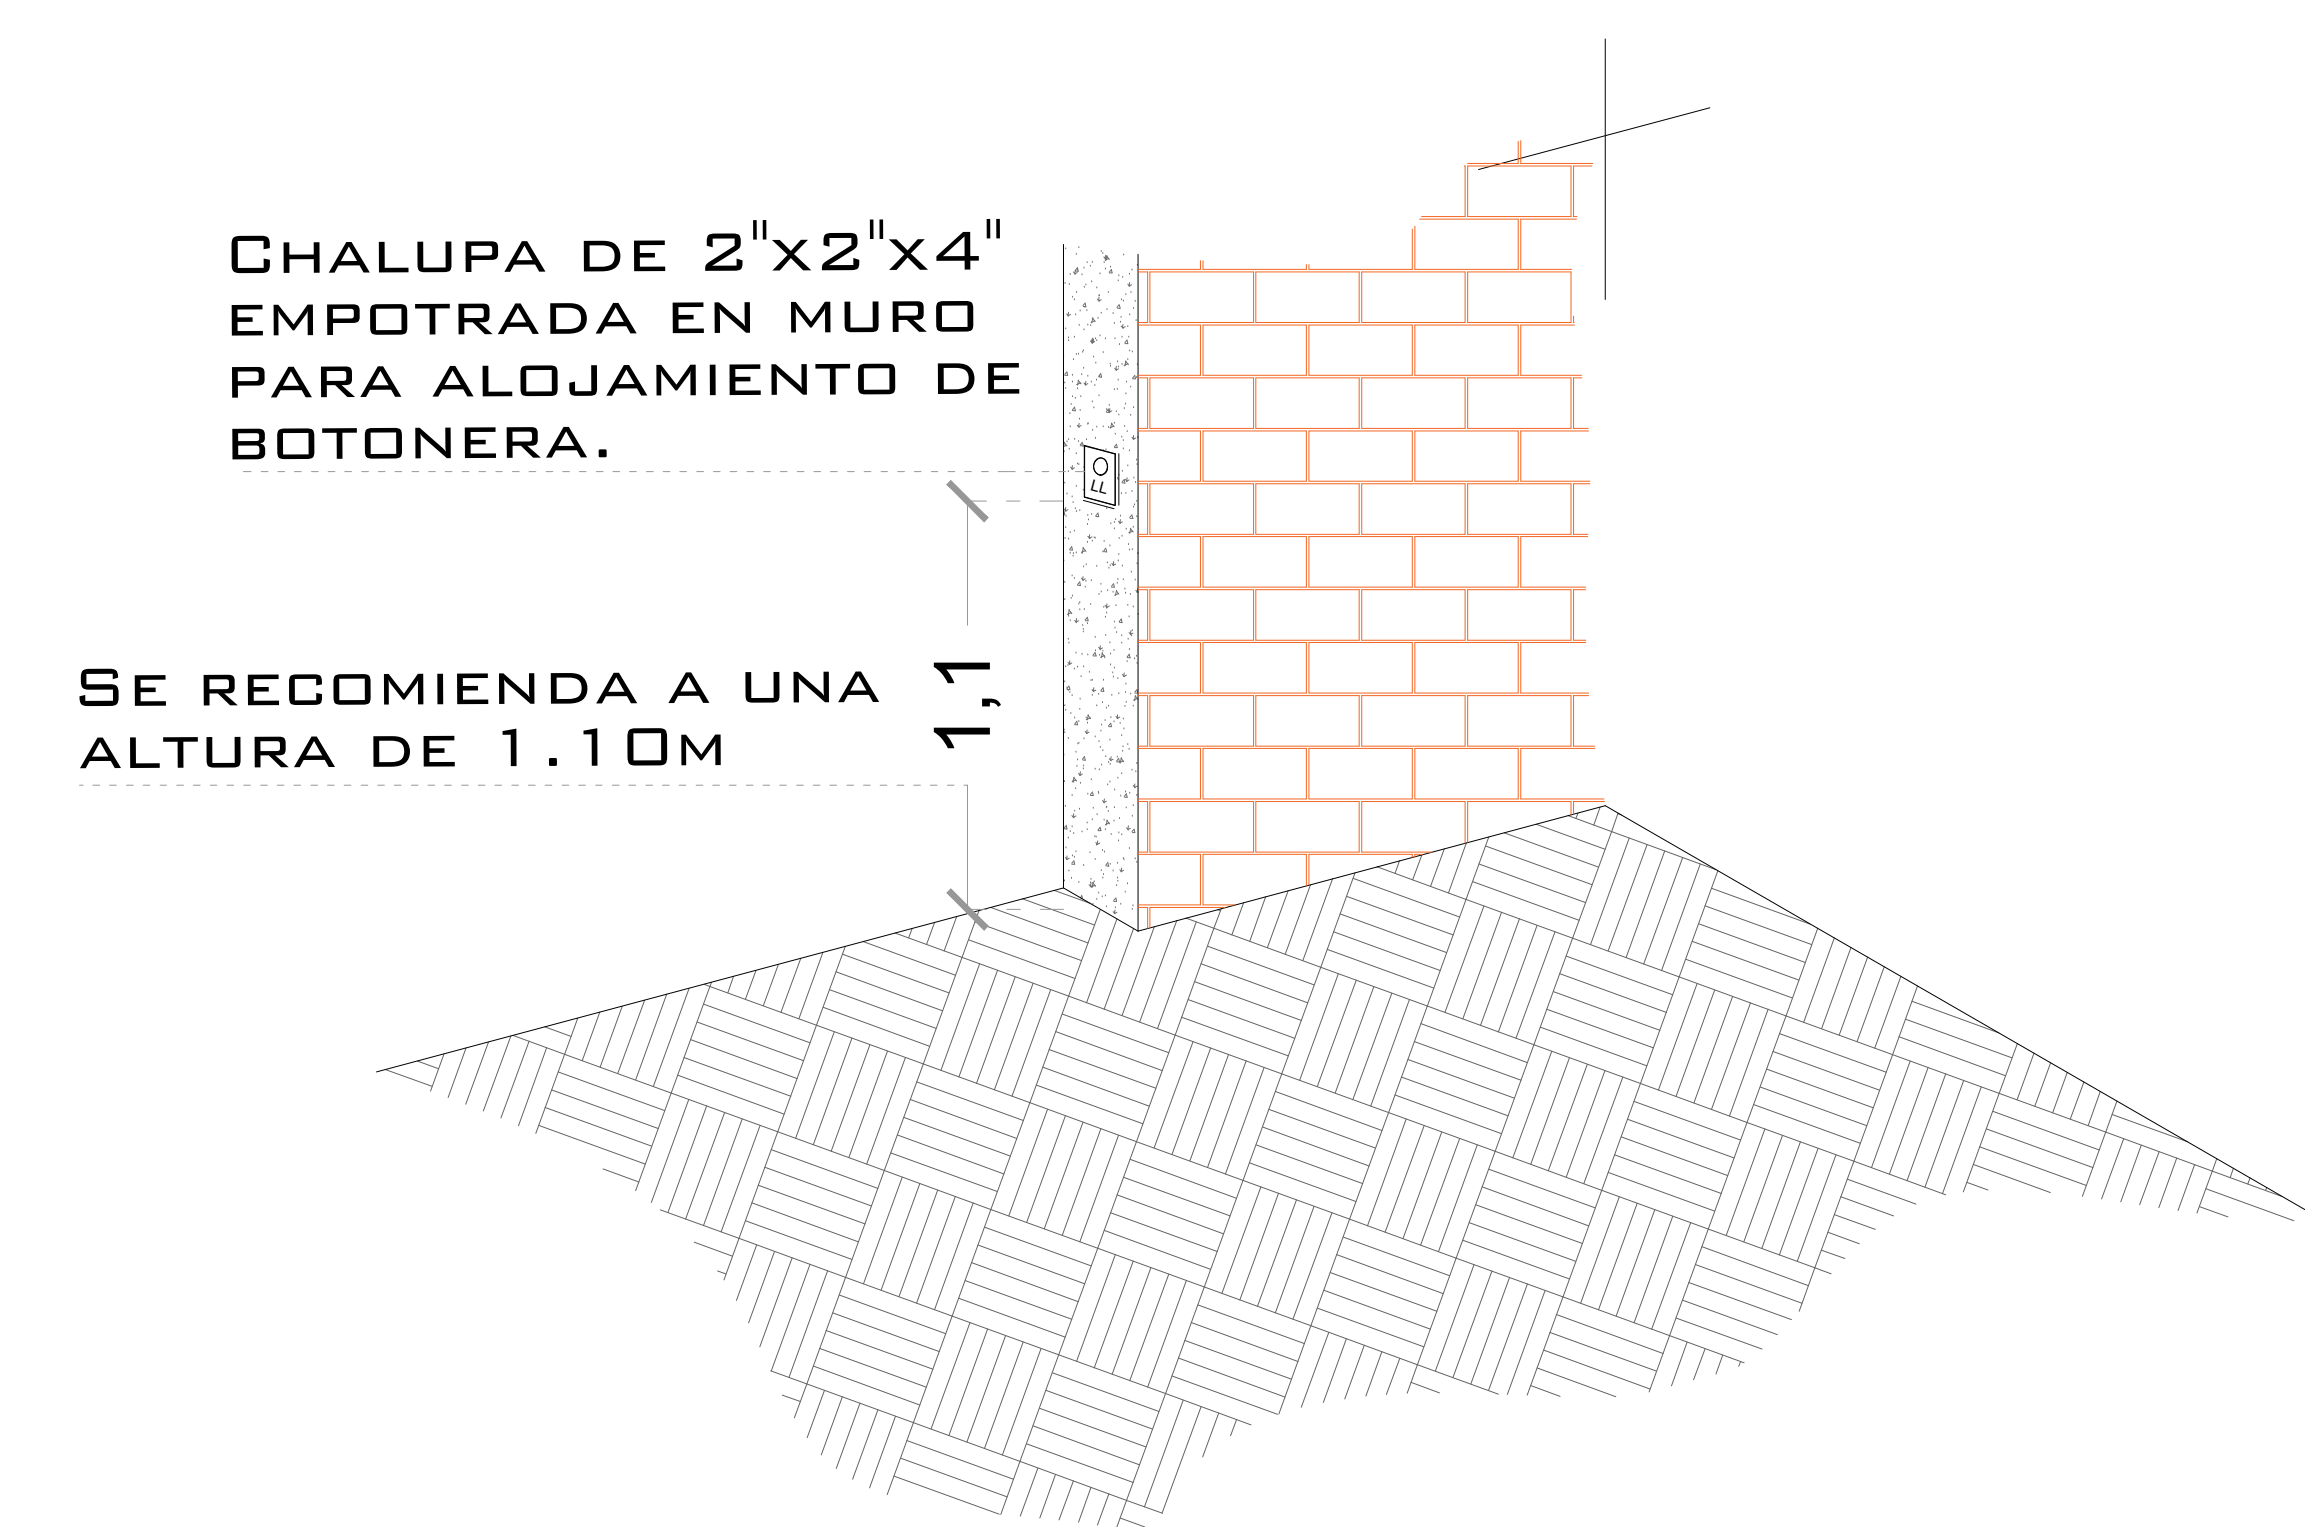 CHALUPA DE 2"X2"X4"
EMPOTRADA EN MURO
PARA ALOJAMIENTO DE
BOTONERA.
SE RECOMIENDA A UNA
ALTURA DE 1.10M
1,1